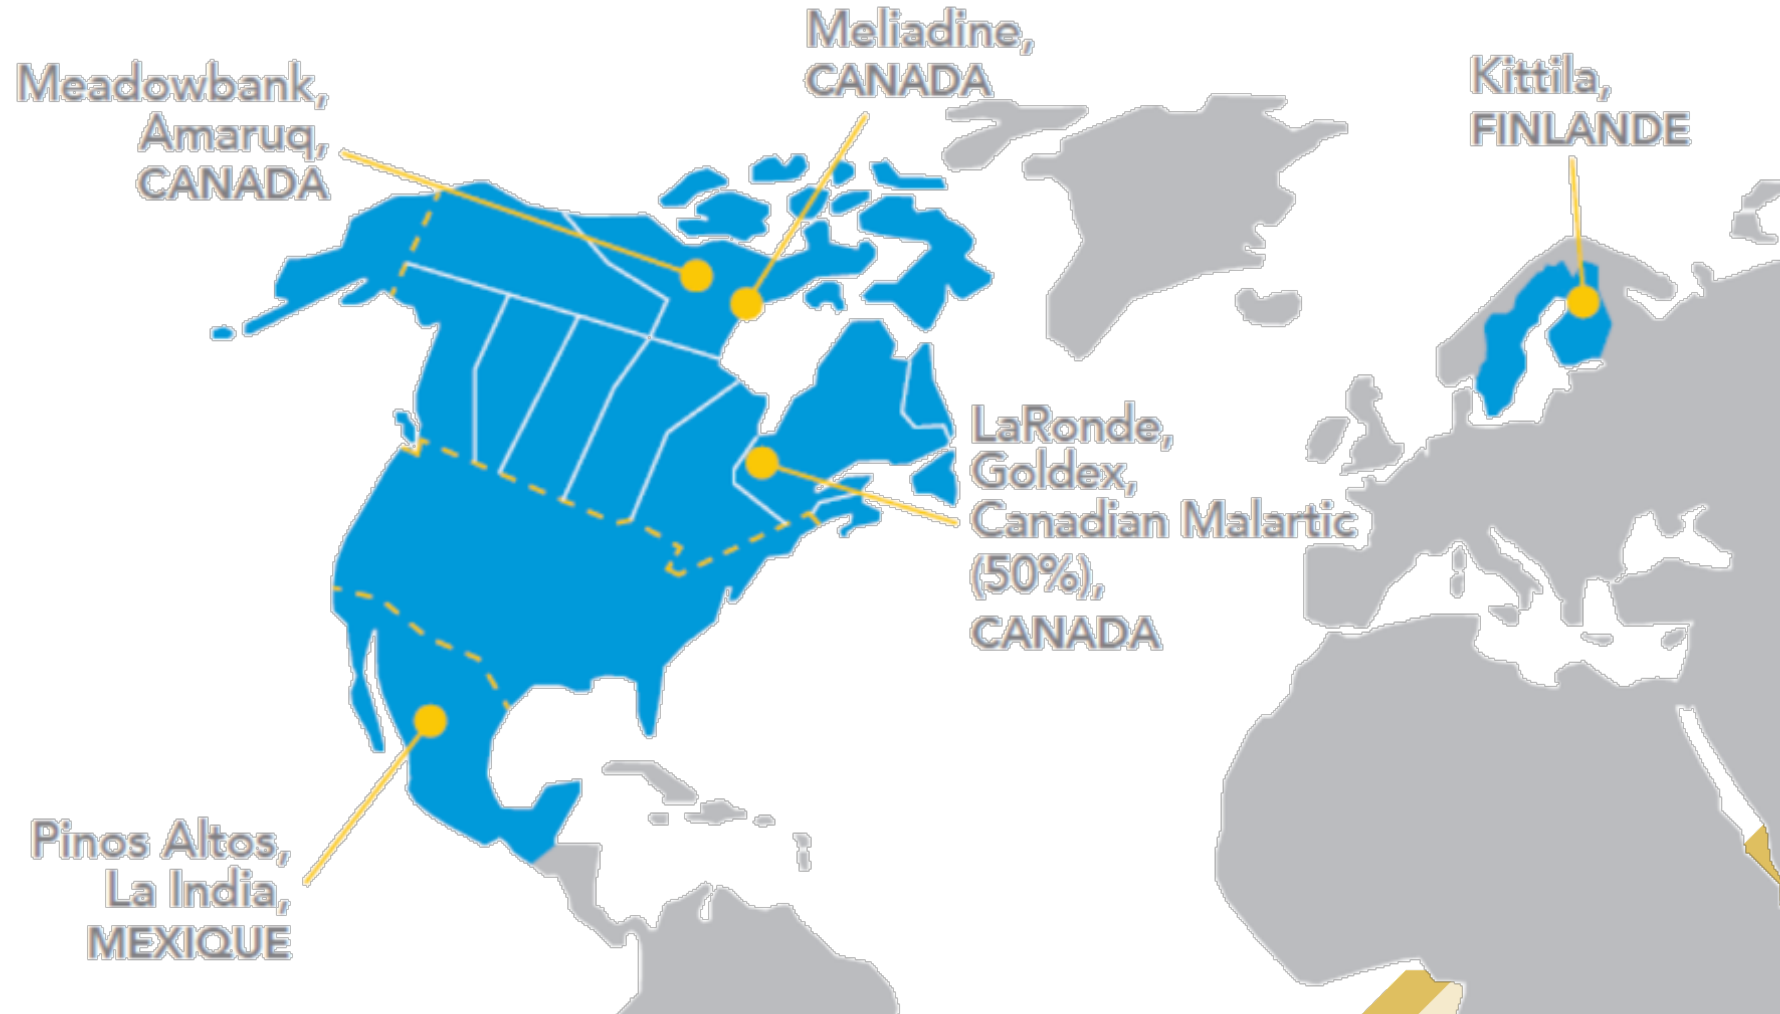 Meliadine,
CANADA
Meadowbank,
Amaruq,
CANADA
Kittila,
FINLANDE
LaRonde,
Goldex,
Canadian Malartic
(50%),
CANADA
Pinos Altos,
La India,
MEXIQUE